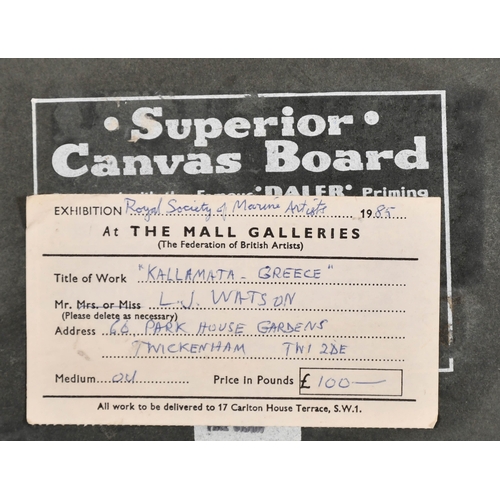 • Superior •
Canvas Board
Famous 'DALER' Priming
EXHIBITION Royal Society of Marine Artists 1985
At THE MALL GALLERIES
(The Federation of British Artists)
Title of Work "KALLAMATA - GREECE"
Mr. Mrs. or Miss L.J. WATSON
(Please delete as necessary)
Address 66 PARK HOUSE GARDENS
TWICKENHAM TW1 2DE
Medium OIL Price in Pounds £100—
All work to be delivered to 17 Carlton House Terrace, S.W.1.